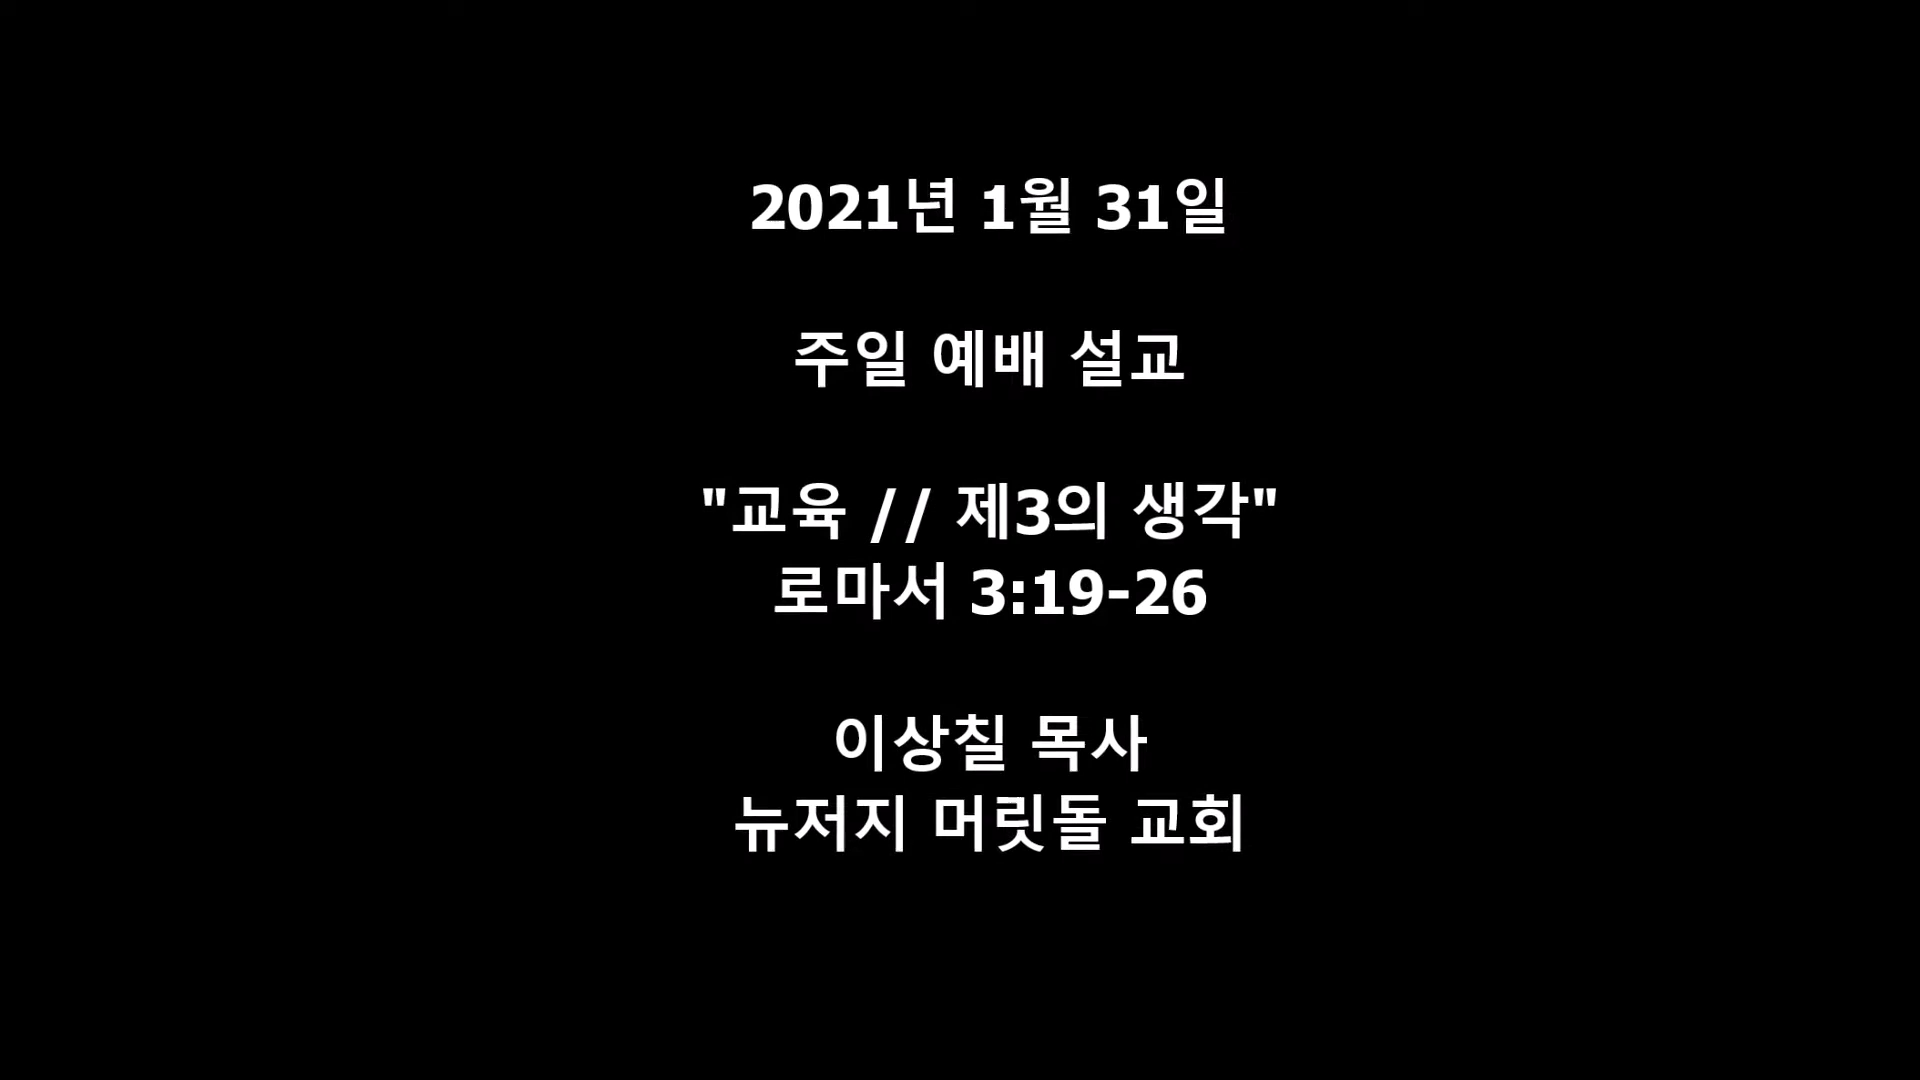 2021년 1월 31일
주일 예배 설교
"교육 // 제3의 생각"
로마서 3:19-26
이상칠 목사
뉴저지 머릿돌 교회